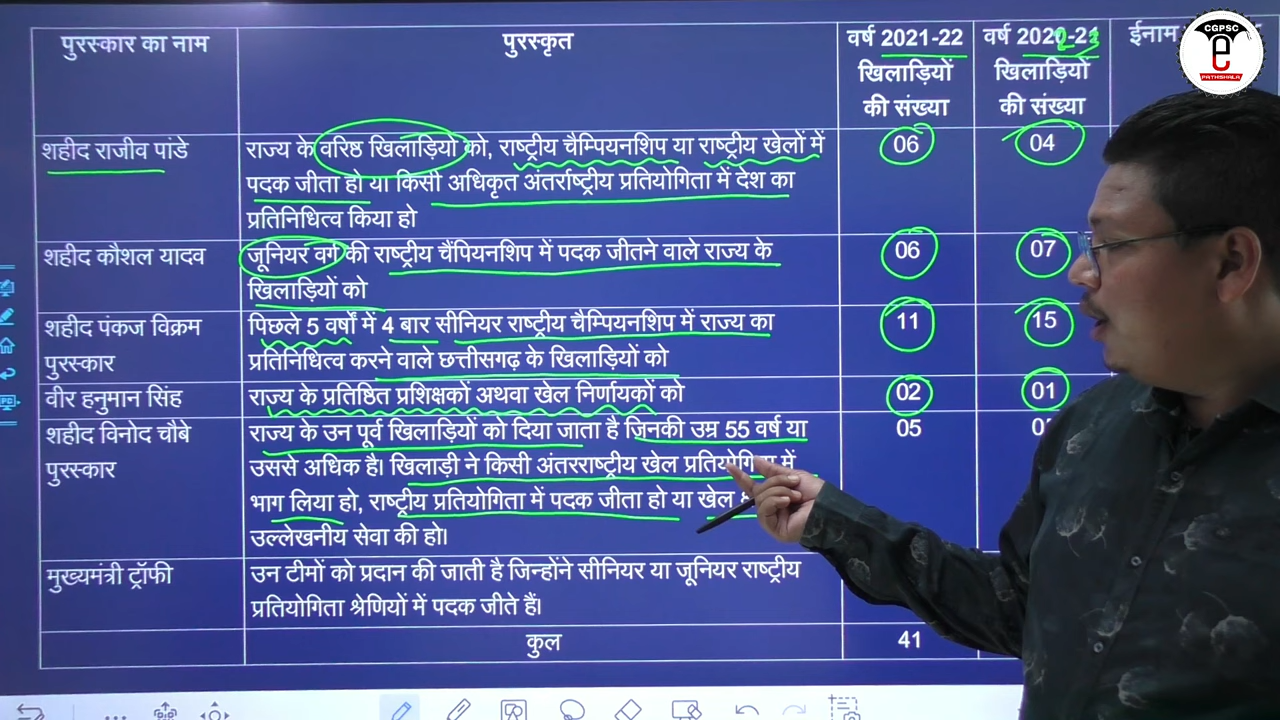 पुरस्कार का नाम
पुरस्कृत
वर्ष 2021-22
खिलाड़ियों
की संख्या
वर्ष 2020-21
खिलाड़ियों
की संख्या
ईनाम
CGPSC
e
PATHSHALA
शहीद राजीव पांडे
राज्य के वरिष्ठ खिलाड़ियो को, राष्ट्रीय चैम्पियनशिप या राष्ट्रीय खेलों में
पदक जीता हो या किसी अधिकृत अंतर्राष्ट्रीय प्रतियोगिता में देश का
प्रतिनिधित्व किया हो
06
04
शहीद कौशल यादव
जूनियर वर्ग की राष्ट्रीय चैंपियनशिप में पदक जीतने वाले राज्य के
खिलाड़ियों को
06
07
शहीद पंकज विक्रम
पुरस्कार
पिछले 5 वर्षों में 4 बार सीनियर राष्ट्रीय चैम्पियनशिप में राज्य का
प्रतिनिधित्व करने वाले छत्तीसगढ़ के खिलाड़ियों को
11
15
वीर हनुमान सिंह
राज्य के प्रतिष्ठित प्रशिक्षकों अथवा खेल निर्णायकों को
02
01
शहीद विनोद चौबे
पुरस्कार
राज्य के उन पूर्व खिलाड़ियों को दिया जाता है जिनकी उम्र 55 वर्ष या
उससे अधिक है। खिलाड़ी ने किसी अंतरराष्ट्रीय खेल प्रतियोगिता में
भाग लिया हो, राष्ट्रीय प्रतियोगिता में पदक जीता हो या खेल
उल्लेखनीय सेवा की हो।
05
मुख्यमंत्री ट्रॉफी
उन टीमों को प्रदान की जाती है जिन्होंने सीनियर या जूनियर राष्ट्रीय
प्रतियोगिता श्रेणियों में पदक जीते हैं।
कुल
41